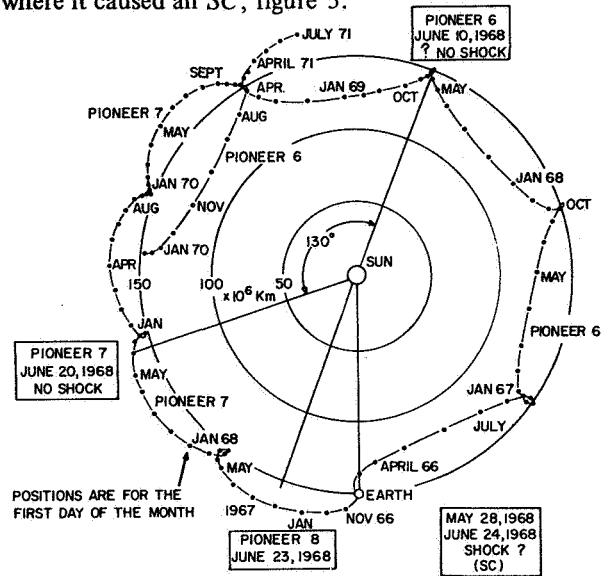 where it caused an SC, figure 5.
PIONEER 6
JUNE 10, 1968
? NO SHOCK
JULY 71
APRIL 71
SEPT
APR.
JAN 69
OCT
MAY
PIONEER 7
AUG
MAY
PIONEER 6
JAN 68
JAN 70
OCT
AUG
NOV
130°
JAN 70
SUN
APR
150
100
50
x10⁶ Km
MAY
JAN
PIONEER 6
PIONEER 7
JUNE 20, 1968
NO SHOCK
MAY
PIONEER 7
JAN 67
JULY
JAN 68
MAY
APRIL 66
POSITIONS ARE FOR THE
FIRST DAY OF THE MONTH
1967
JAN
NOV 66
EARTH
PIONEER 8
JUNE 23, 1968
MAY 28, 1968
JUNE 24, 1968
SHOCK ?
(SC)